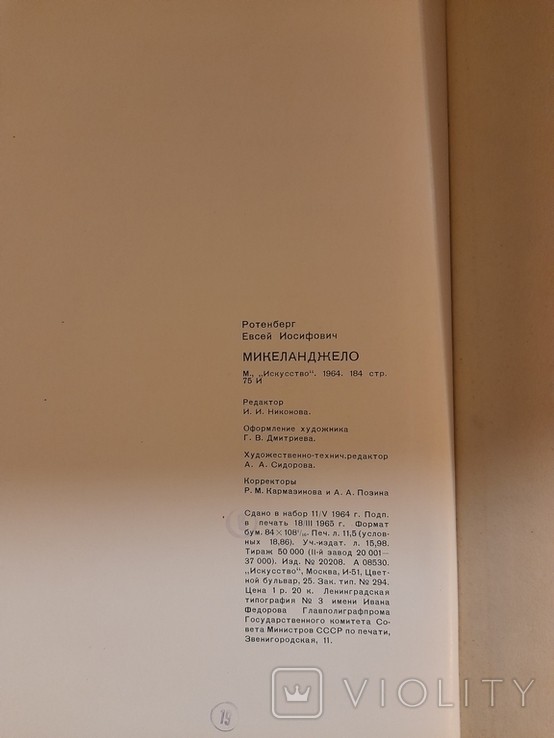 Ротенберг
Евсей Иосифович
МИКЕЛАНДЖЕЛО
М., „Искусство". 1964. 184 стр.
75 И
Редактор
И. И. Никонова.
Оформление художника
Г. В. Дмитриева.
Художественно-технич. редактор
А. А. Сидорова.
Корректоры
Р. М. Кармазинова и А. А. Позина
Сдано в набор 11/V 1964 г. Подп.
в печать 18/III 1965 г. Формат
бум. 84×108¹/₁₆. Печ. л. 11,5 (услов-
ных 18,86). Уч.-издат. л. 15,98.
Тираж 50 000 (II-й завод 20 001—
37 000). Изд. № 20208. А 08530.
„Искусство", Москва, И-51, Цвет-
ной бульвар, 25. Зак. тип. № 294.
Цена 1 р. 20 к. Ленинградская
типография № 3 имени Ивана
Федорова Главполиграфпрома
Государственного комитета Со-
вета Министров СССР по печати,
Звенигородская, 11.
19
VIOLITY